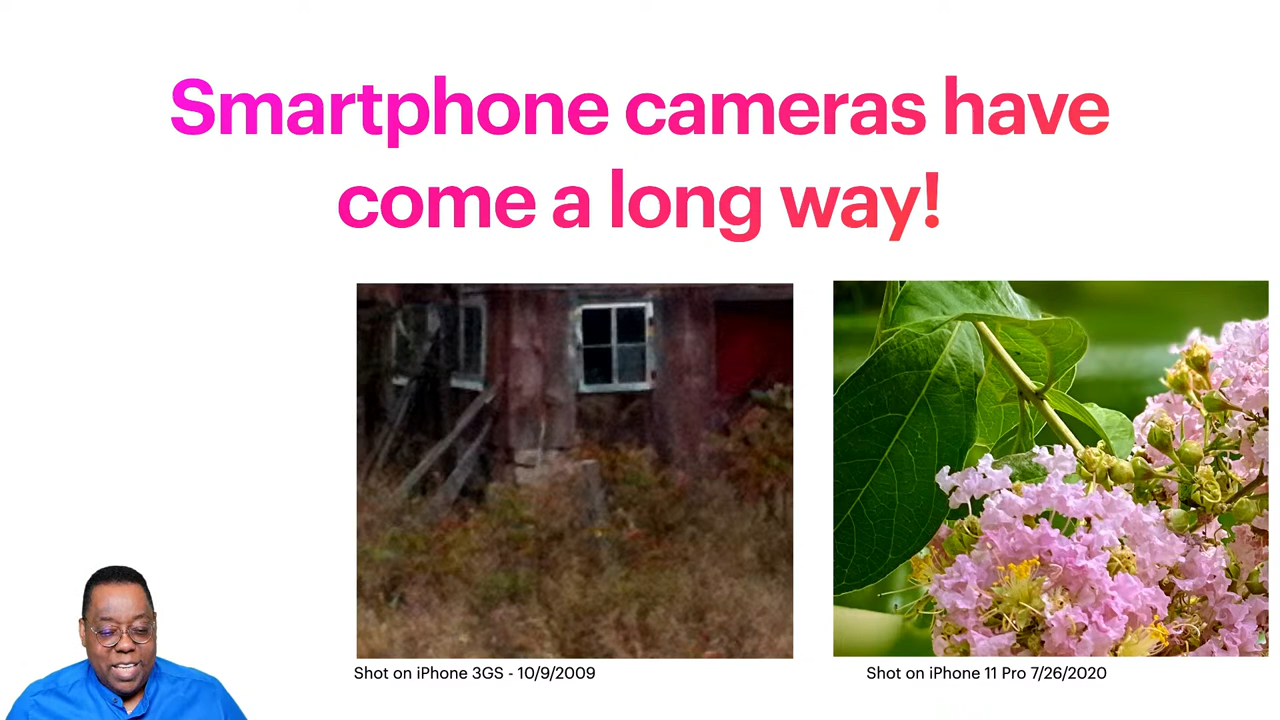 Smartphone cameras have
come a long way!
Shot on iPhone 3GS - 10/9/2009
Shot on iPhone 11 Pro 7/26/2020